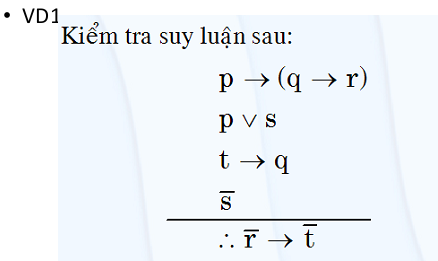 • VD1
Kiểm tra suy luận sau:
p → (q → r)
p ∨ s
t → q
s̅
∴ r̅ → t̅